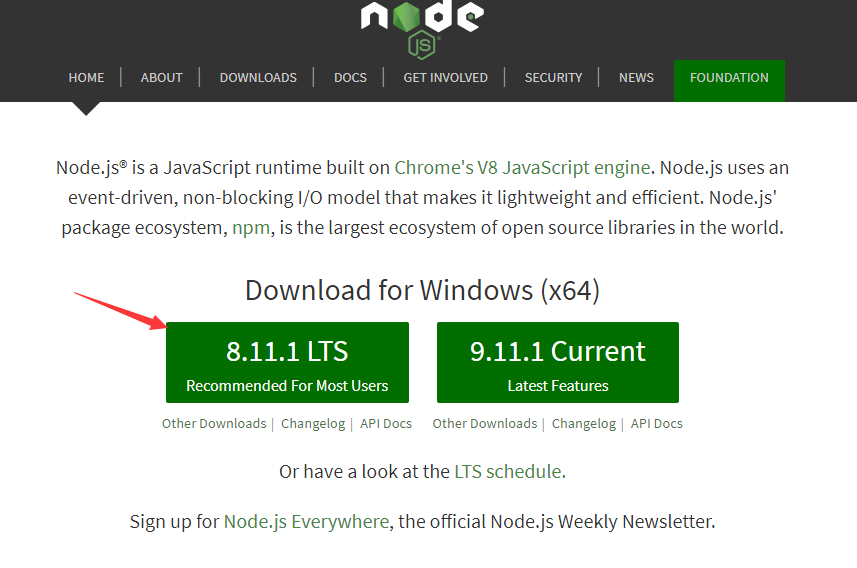 node
JS
HOME | ABOUT | DOWNLOADS | DOCS | GET INVOLVED | SECURITY | NEWS FOUNDATION
Node.js® is a JavaScript runtime built on Chrome's V8 JavaScript engine. Node.js uses an
event-driven, non-blocking I/O model that makes it lightweight and efficient. Node.js'
package ecosystem, npm, is the largest ecosystem of open source libraries in the world.
Download for Windows (x64)
8.11.1 LTS
Recommended For Most Users
Other Downloads | Changelog | API Docs
9.11.1 Current
Latest Features
Other Downloads | Changelog | API Docs
Or have a look at the LTS schedule.
Sign up for Node.js Everywhere, the official Node.js Weekly Newsletter.